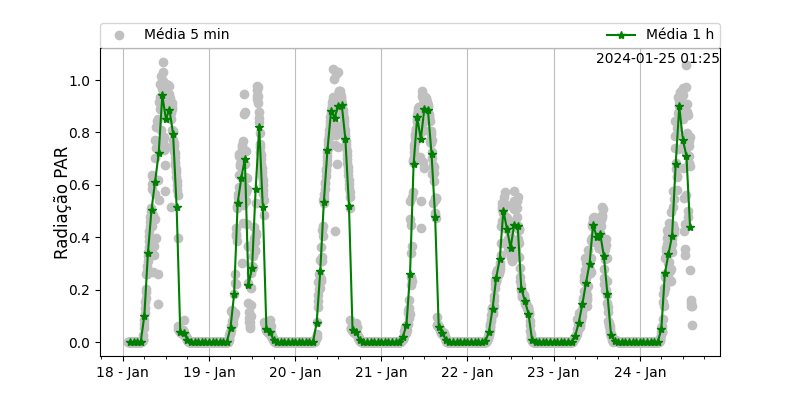 Média 5 min
Média 1 h
2024-01-25 01:25
Radiação PAR
1.0
0.8
0.6
0.4
0.2
0.0
18 - Jan
19 - Jan
20 - Jan
21 - Jan
22 - Jan
23 - Jan
24 - Jan